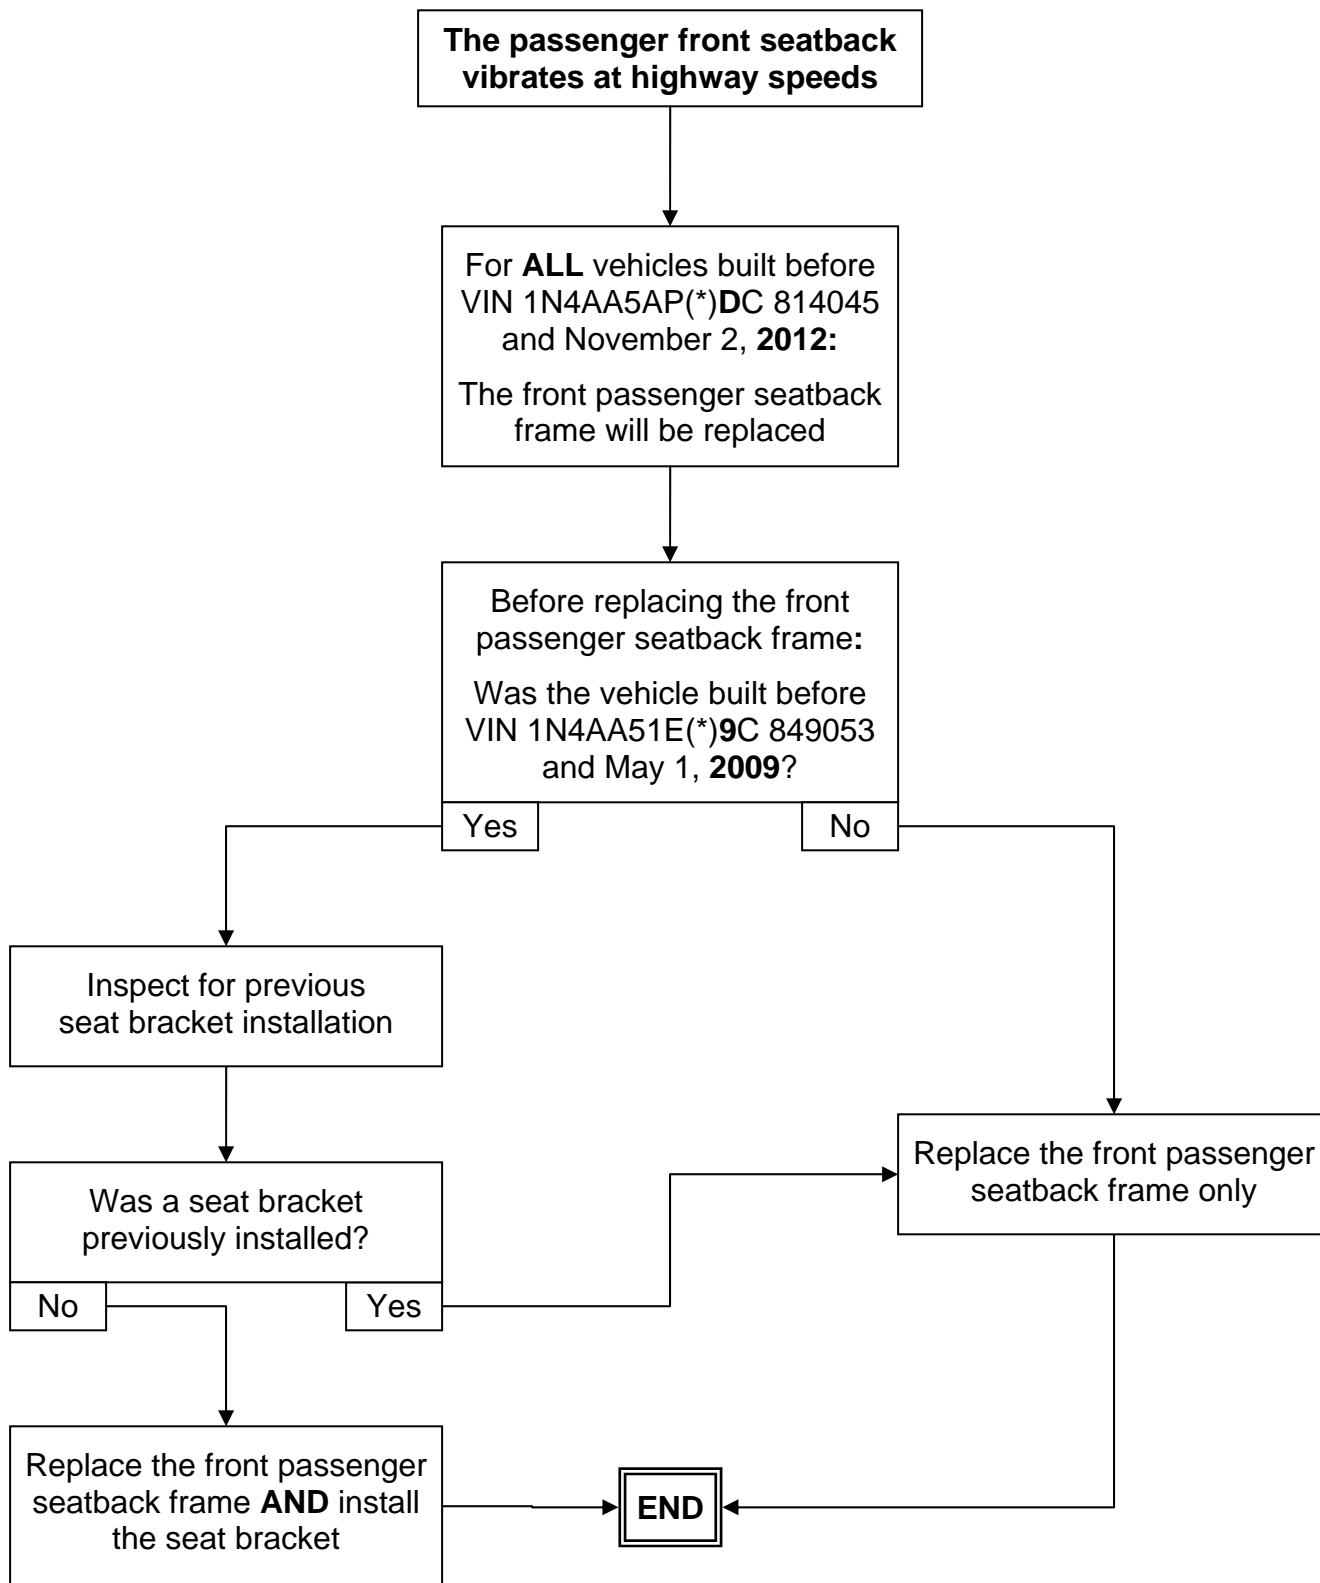 The passenger front seatback
vibrates at highway speeds
For ALL vehicles built before
VIN 1N4AA5AP(*)DC 814045
and November 2, 2012:
The front passenger seatback
frame will be replaced
Before replacing the front
passenger seatback frame:
Was the vehicle built before
VIN 1N4AA51E(*)9C 849053
and May 1, 2009?
Yes
No
Inspect for previous
seat bracket installation
Was a seat bracket
previously installed?
No
Yes
Replace the front passenger
seatback frame only
Replace the front passenger
seatback frame AND install
the seat bracket
END